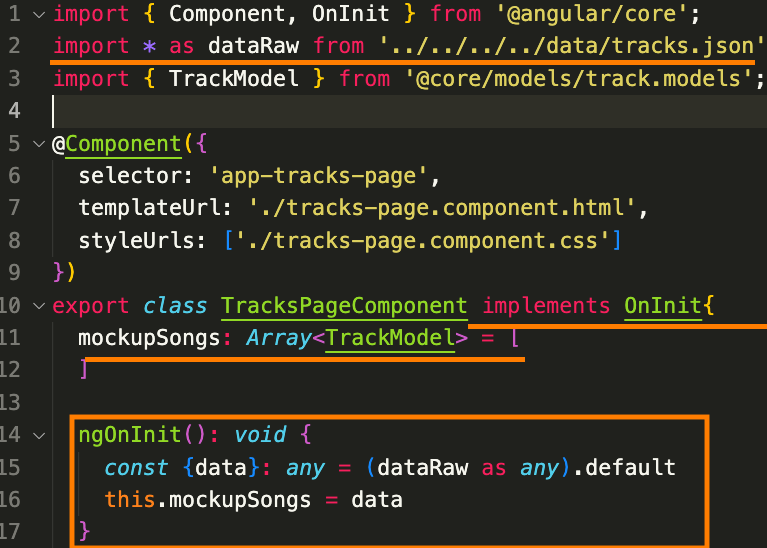 1 import { Component, OnInit } from '@angular/core';
2 import * as dataRaw from '../../../../data/tracks.json'
3 import { TrackModel } from '@core/models/track.models';
4
5 @Component({
6   selector: 'app-tracks-page',
7   templateUrl: './tracks-page.component.html',
8   styleUrls: ['./tracks-page.component.css']
9 })
10 export class TracksPageComponent implements OnInit{
11   mockupSongs: Array<TrackModel> = [
12   ]
13
14   ngOnInit(): void {
15     const {data}: any = (dataRaw as any).default
16     this.mockupSongs = data
17   }